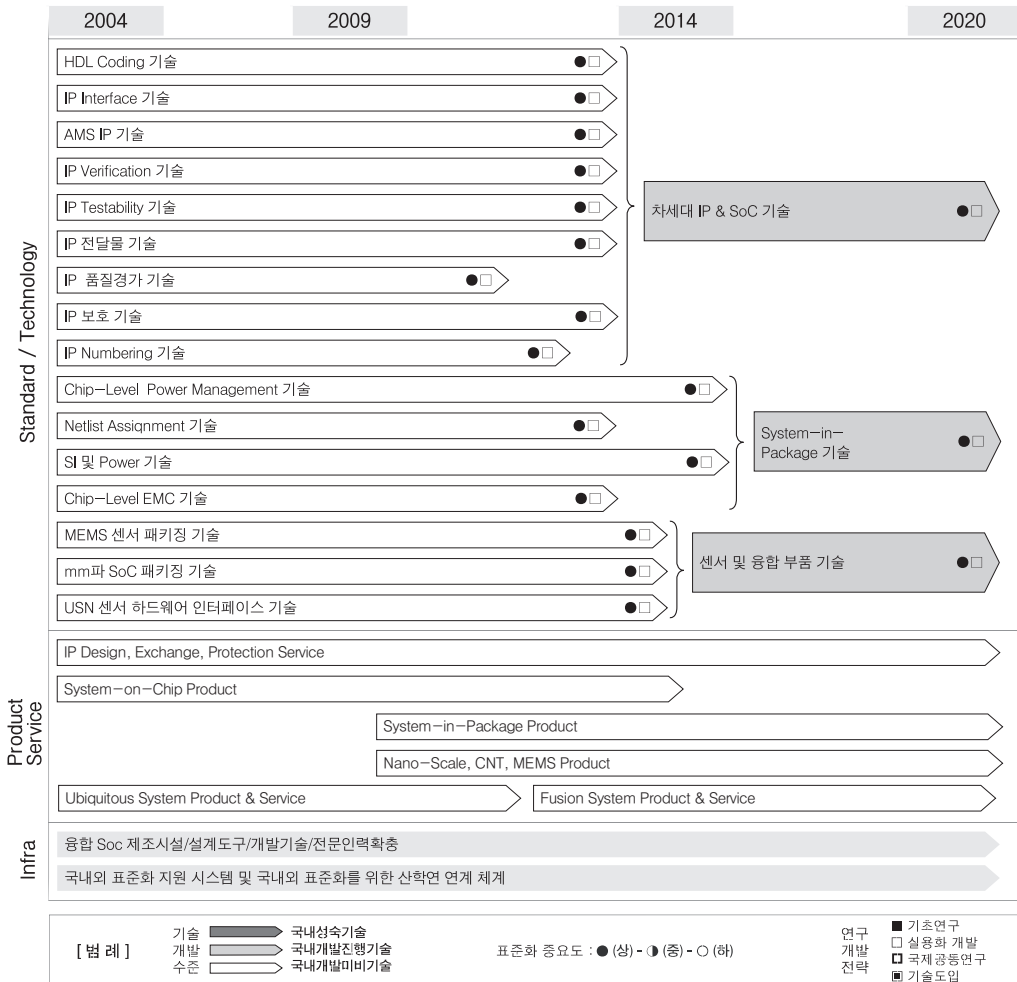 2004 2009 2014 2020
Standard / Technology
HDL Coding 기술
IP Interface 기술
AMS IP 기술
IP Verification 기술
IP Testability 기술
IP 전달물 기술
IP 품질경가 기술
IP 보호 기술
IP Numbering 기술
차세대 IP & SoC 기술
Chip-Level Power Management 기술
Netlist Assiqnment 기술
SI 및 Power 기술
Chip-Level EMC 기술
System-in-
Package 기술
MEMS 센서 패키징 기술
mm파 SoC 패키징 기술
USN 센서 하드웨어 인터페이스 기술
센서 및 융합 부품 기술
Product
Service
IP Design, Exchange, Protection Service
System-on-Chip Product
System-in-Package Product
Nano-Scale, CNT, MEMS Product
Ubiquitous System Product & Service
Fusion System Product & Service
Infra
융합 Soc 제조시설/설계도구/개발기술/전문인력확충
국내외 표준화 지원 시스템 및 국내외 표준화를 위한 산학연 연계 체계
[ 범 례 ]
기술
개발
수준
국내성숙기술
국내개발진행기술
국내개발미비기술
표준화 중요도 : ● (상) - ◑ (중) - ○ (하)
연구
개발
전략
■ 기초연구
□ 실용화 개발
국제공동연구
▣ 기술도입